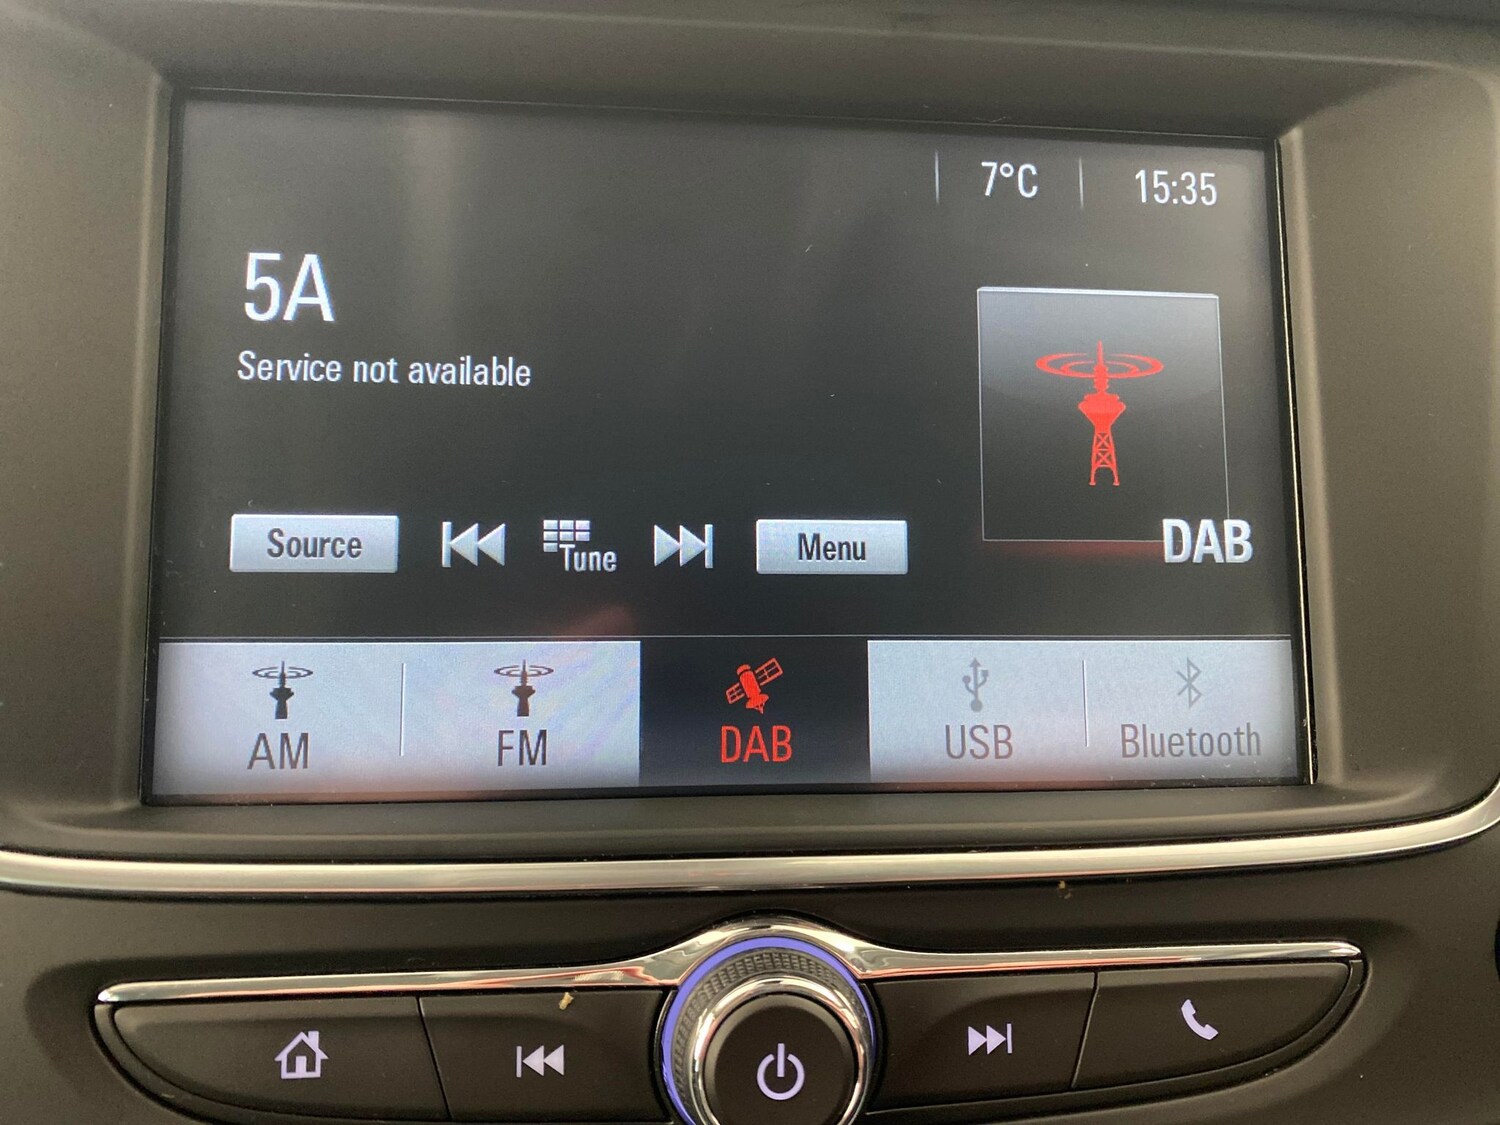 7°C 15:35
5A
Service not available
Source Tune Menu
DAB
AM FM DAB USB Bluetooth